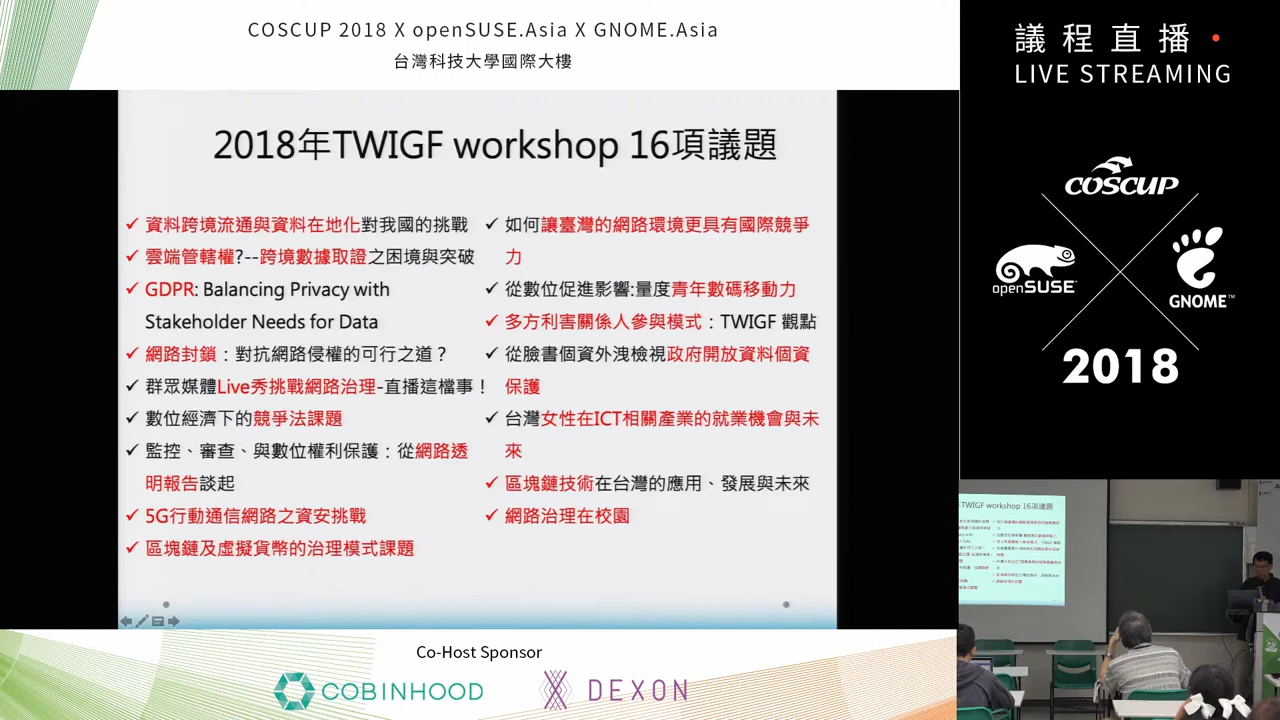 COSCUP 2018 X openSUSE.Asia X GNOME.Asia
台灣科技大學國際大樓
議程直播
LIVE STREAMING
2018年TWIGF workshop 16項議題
資料跨境流通與資料在地化對我國的挑戰
雲端管轄權?--跨境數據取證之困境與突破
GDPR: Balancing Privacy with
Stakeholder Needs for Data
網路封鎖：對抗網路侵權的可行之道？
群眾媒體Live秀挑戰網路治理-直播這檔事！
數位經濟下的競爭法課題
監控、審查、與數位權利保護：從網路透
明報告談起
5G行動通信網路之資安挑戰
區塊鏈及虛擬貨幣的治理模式課題
如何讓臺灣的網路環境更具有國際競爭
力
從數位促進影響:量度青年數碼移動力
多方利害關係人參與模式：TWIGF 觀點
從臉書個資外洩檢視政府開放資料個資
保護
台灣女性在ICT相關產業的就業機會與未
來
區塊鏈技術在台灣的應用、發展與未來
網路治理在校園
COSCUP
openSUSE
GNOME
2018
TWIGF workshop 16項議題
Co-Host Sponsor
COBINHOOD
DEXON